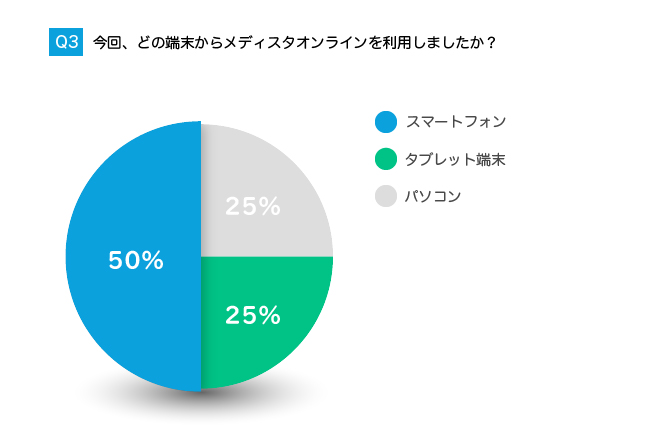 Q3 今回、どの端末からメディスタオンラインを利用しましたか？
スマートフォン
タブレット端末
パソコン
25%
50%
25%